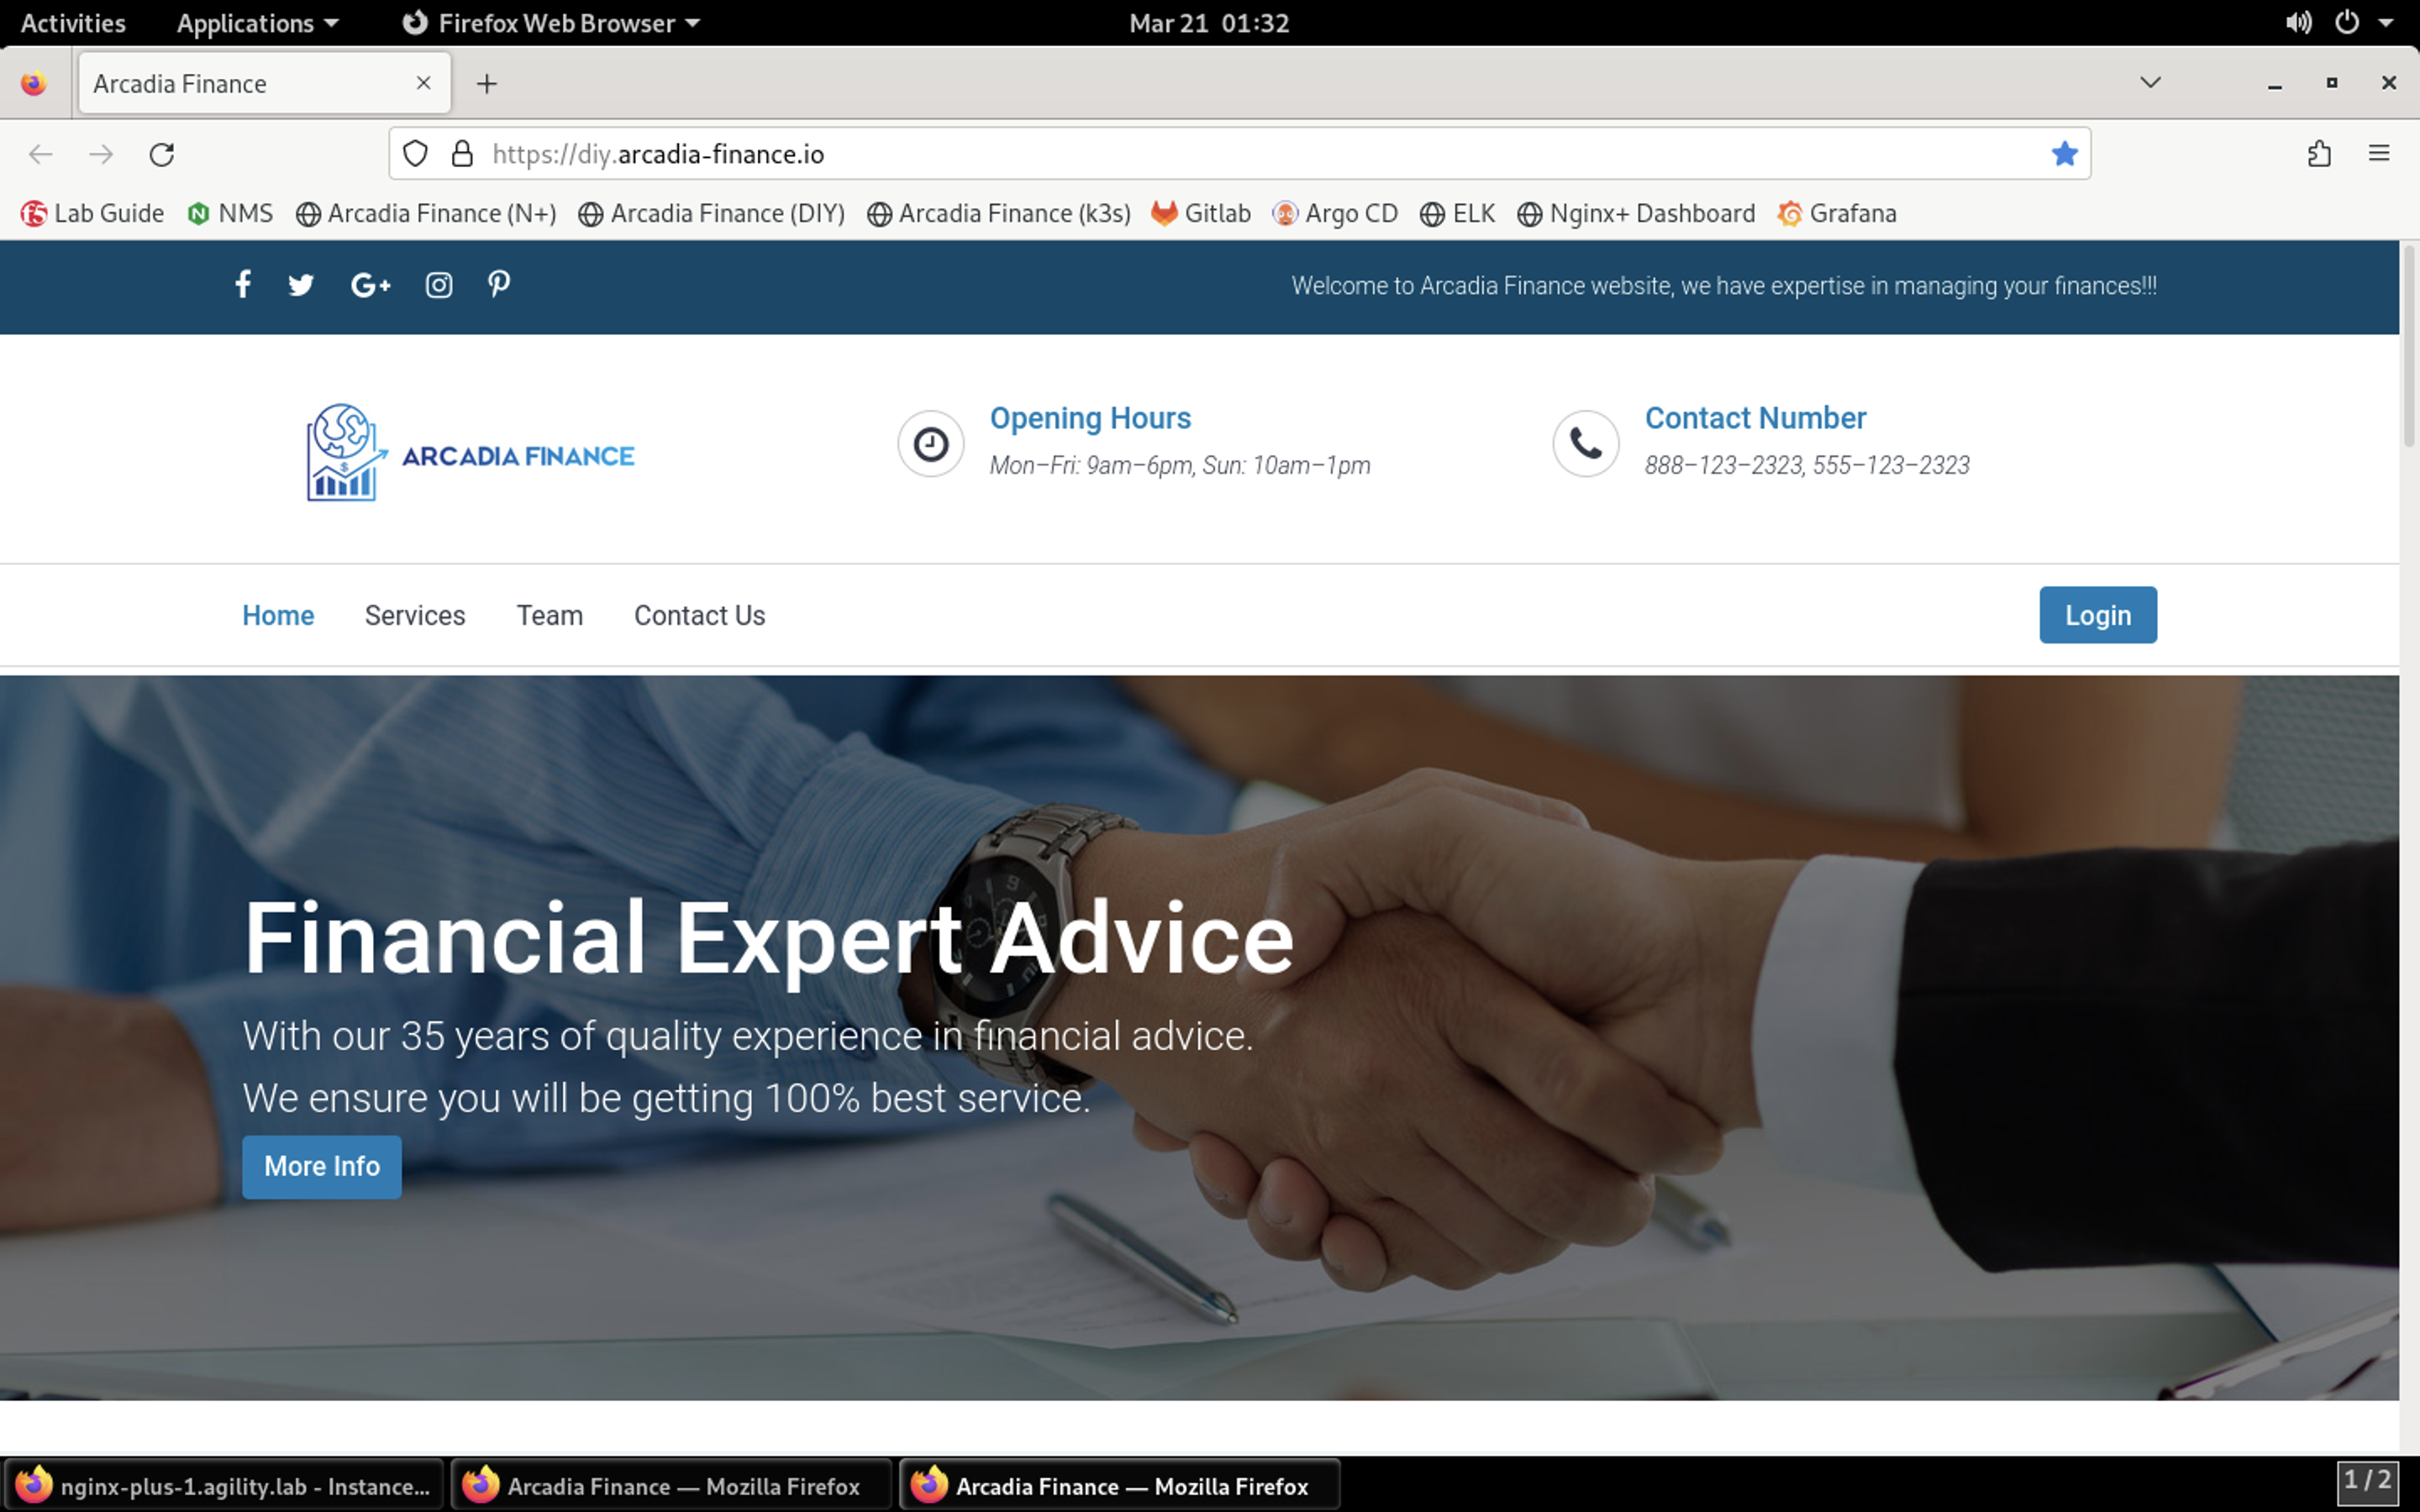 Activities Applications Firefox Web Browser Mar 21 01:32
Arcadia Finance
https://diy.arcadia-finance.io
Lab Guide NMS Arcadia Finance (N+) Arcadia Finance (DIY) Arcadia Finance (k3s) Gitlab Argo CD ELK Nginx+ Dashboard Grafana
Welcome to Arcadia Finance website, we have expertise in managing your finances!!!
ARCADIA FINANCE
Opening Hours
Mon–Fri: 9am–6pm, Sun: 10am–1pm
Contact Number
888–123–2323, 555–123–2323
Home Services Team Contact Us Login
Financial Expert Advice
With our 35 years of quality experience in financial advice.
We ensure you will be getting 100% best service.
More Info
nginx-plus-1.agility.lab - Instance... Arcadia Finance — Mozilla Firefox Arcadia Finance — Mozilla Firefox 1 / 2